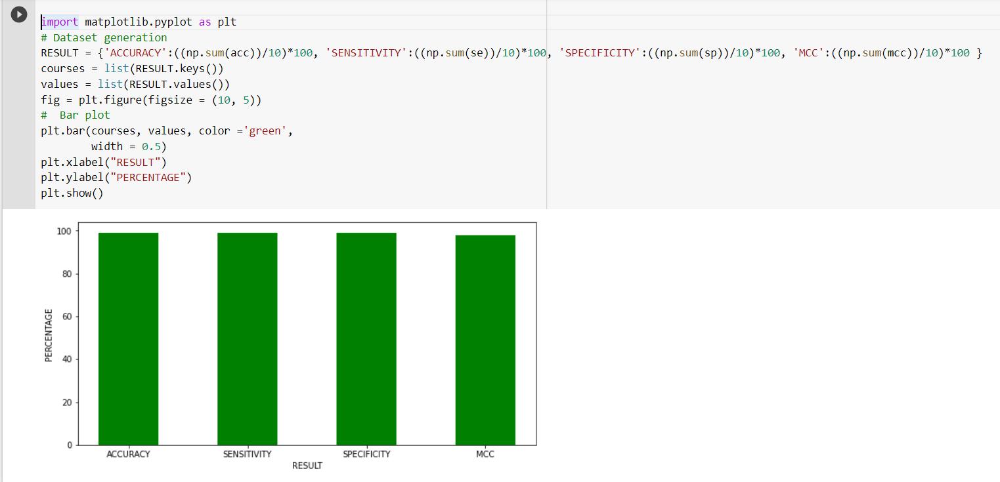 import matplotlib.pyplot as plt
# Dataset generation
RESULT = {'ACCURACY':((np.sum(acc))/10)*100, 'SENSITIVITY':((np.sum(se))/10)*100, 'SPECIFICITY':((np.sum(sp))/10)*100, 'MCC':((np.sum(mcc))/10)*100 }
courses = list(RESULT.keys())
values = list(RESULT.values())
fig = plt.figure(figsize = (10, 5))
#  Bar plot
plt.bar(courses, values, color ='green',
        width = 0.5)
plt.xlabel("RESULT")
plt.ylabel("PERCENTAGE")
plt.show()
100
80
60
40
20
0
PERCENTAGE
ACCURACY SENSITIVITY SPECIFICITY MCC
RESULT